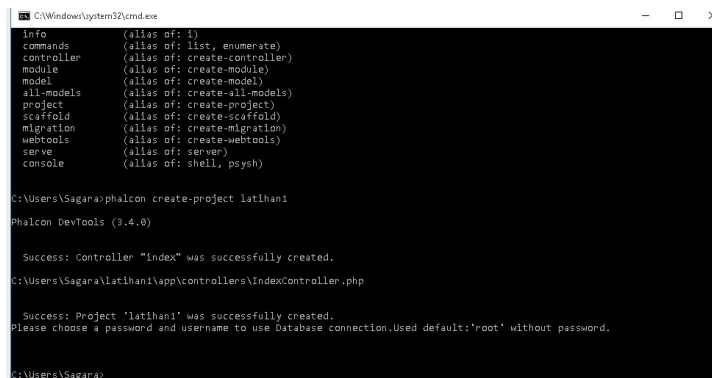 C:\Windows\system32\cmd.exe
info (alias of: i)
commands (alias of: list, enumerate)
controller (alias of: create-controller)
module (alias of: create-module)
model (alias of: create-model)
all-models (alias of: create-all-models)
project (alias of: create-project)
scaffold (alias of: create-scaffold)
migration (alias of: create-migration)
webtools (alias of: create-webtools)
serve (alias of: server)
console (alias of: shell, psysh)
C:\Users\Sagara>phalcon create-project latihan1
Phalcon DevTools (3.4.0)
Success: Controller "index" was successfully created.
C:\Users\Sagara\latihan1\app\controllers\IndexController.php
Success: Project 'latihan1' was successfully created.
Please choose a password and username to use Database connection.Used default:'root' without password.
C:\Users\Sagara>